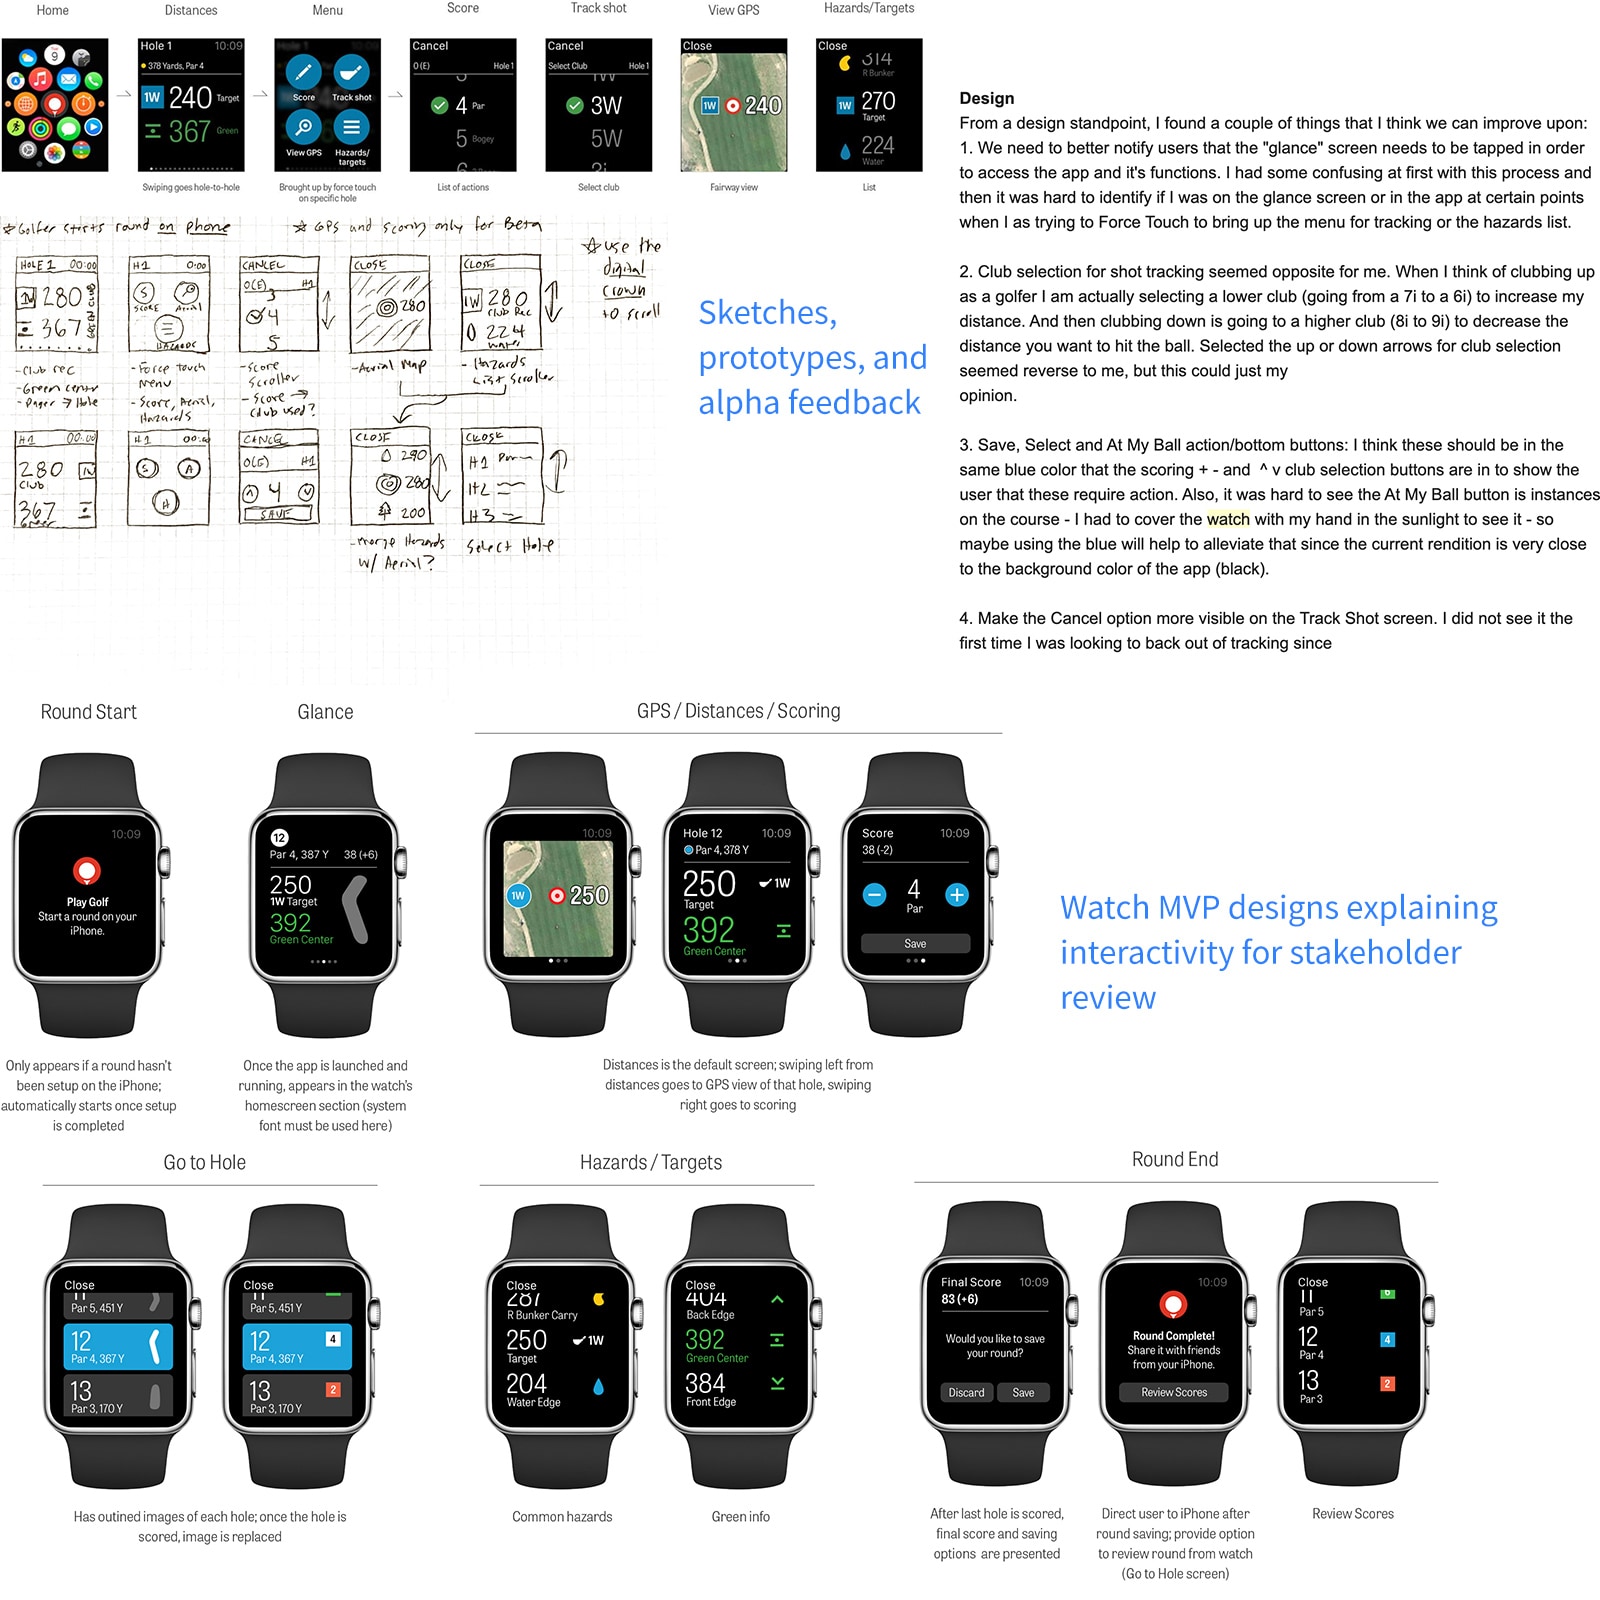 Home
Distances
Menu
Score
Track shot
View GPS
Hazards/Targets
9
Hole 1 10:09
378 Yards, Par 4
1W 240 Target
367 Green
Score Track shot
View GPS Hazards/
targets
Cancel
0 (E) Hole 1
4 Par
5 Bogey
Cancel
Select Club Hole 1
3W
5W
Close
1W 240
Close
314
R Bunker
1W 270
Target
224
Water
Swiping goes hole-to-hole
Brought up by force touch
on specific hole
List of actions
Select club
Fairway view
List
Golfer starts round on phone
GPS and scoring only for Beta
use the
digital
crown
to scroll
HOLE 1 00:00
1W 280
367
- Club rec
- Green center
- Pager → Hole
H1 0:00
S
SCORE Aerial
HAZARDS
- Force touch
menu
- Score, Aerial,
Hazards
CANCEL
O(E) H1
3
4
5
- Score
Scroller
- Score →
Club used?
CLOSE
280
- Aerial Map
CLOSE
1W 280
Club Rec
224
Water
- Hazards
List Scroller
H1 00:00
280 1W
Club
367
Green
H1 00:00
S A
H
CANCEL
O(E) H1
4
SAVE
CLOSE
290
280
200
- Merge Hazards
w/ Aerial?
CLOSE
H1
H2
H3
Select Hole
Sketches,
prototypes, and
alpha feedback
Design
From a design standpoint, I found a couple of things that I think we can improve upon:
1. We need to better notify users that the "glance" screen needs to be tapped in order
to access the app and it's functions. I had some confusing at first with this process and
then it was hard to identify if I was on the glance screen or in the app at certain points
when I as trying to Force Touch to bring up the menu for tracking or the hazards list.
2. Club selection for shot tracking seemed opposite for me. When I think of clubbing up
as a golfer I am actually selecting a lower club (going from a 7i to a 6i) to increase my
distance. And then clubbing down is going to a higher club (8i to 9i) to decrease the
distance you want to hit the ball. Selected the up or down arrows for club selection
seemed reverse to me, but this could just my
opinion.
3. Save, Select and At My Ball action/bottom buttons: I think these should be in the
same blue color that the scoring + - and ^ v club selection buttons are in to show the
user that these require action. Also, it was hard to see the At My Ball button is instances
on the course - I had to cover the watch with my hand in the sunlight to see it - so
maybe using the blue will help to alleviate that since the current rendition is very close
to the background color of the app (black).
4. Make the Cancel option more visible on the Track Shot screen. I did not see it the
first time I was looking to back out of tracking since
Round Start
Glance
GPS / Distances / Scoring
10:09
Play Golf
Start a round on your
iPhone.
12
Par 4, 387 Y 38 (+6)
250
1W Target
392
Green Center
10:09
1W 250
Hole 12 10:09
Par 4, 378 Y
250 1W
Target
392
Green Center
Score 10:09
38 (-2)
4
Par
Save
Watch MVP designs explaining
interactivity for stakeholder
review
Only appears if a round hasn't
been setup on the iPhone;
automatically starts once setup
is completed
Once the app is launched and
running, appears in the watch's
homescreen section (system
font must be used here)
Distances is the default screen; swiping left from
distances goes to GPS view of that hole, swiping
right goes to scoring
Go to Hole
Hazards / Targets
Round End
Close
11
Par 5, 451 Y
12
Par 4, 367 Y
13
Par 3, 170 Y
Close
11
Par 5, 451 Y
12 4
Par 4, 367 Y
13 2
Par 3, 170 Y
Close
287
R Bunker Carry
250 1W
Target
204
Water Edge
Close
404
Back Edge
392
Green Center
384
Front Edge
Final Score 10:09
83 (+6)
Would you like to save
your round?
Discard Save
10:09
Round Complete!
Share it with friends
from your iPhone.
Review Scores
Close
11 6
Par 5
12 4
Par 4
13 2
Par 3
Has outined images of each hole; once the hole is
scored, image is replaced
Common hazards
Green info
After last hole is scored,
final score and saving
options are presented
Direct user to iPhone after
round saving; provide option
to review round from watch
(Go to Hole screen)
Review Scores